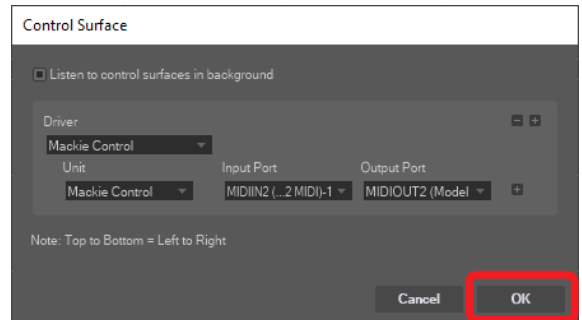 Control Surface
Listen to control surfaces in background
Driver
Mackie Control
Unit Input Port Output Port
Mackie Control MIDIIN2 (...2 MIDI)-1 MIDIOUT2 (Model
Note: Top to Bottom = Left to Right
Cancel OK